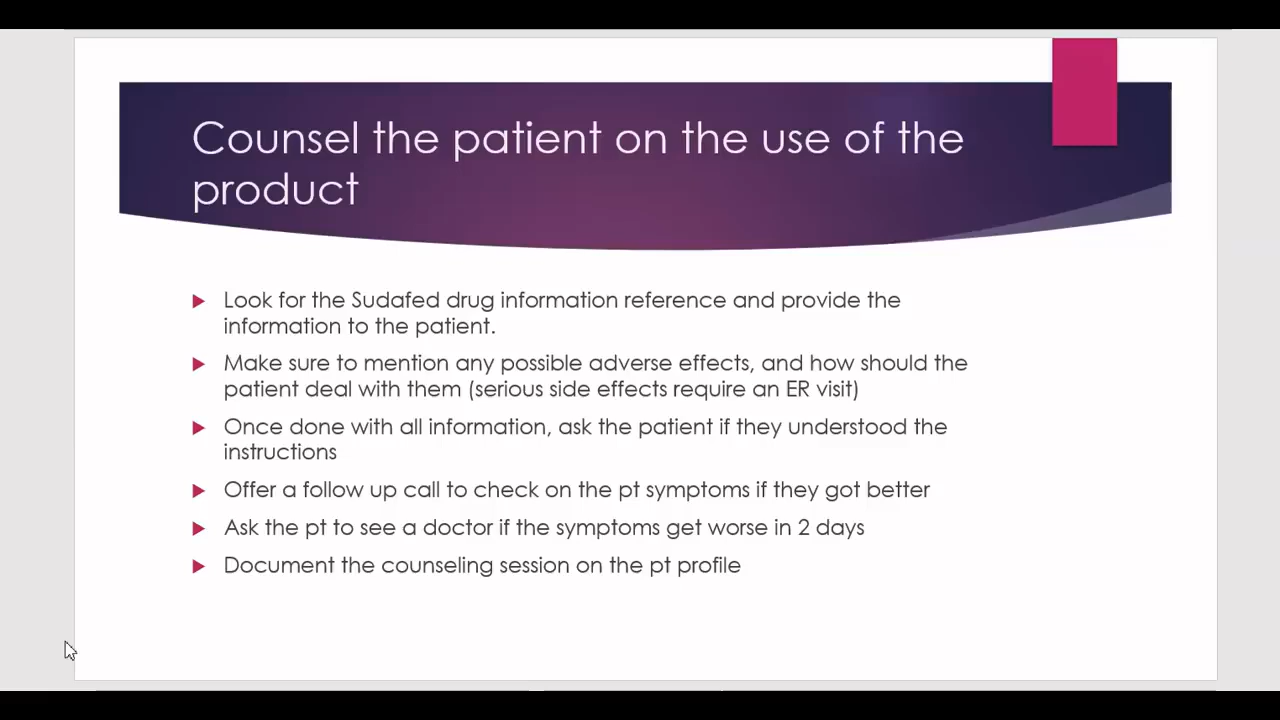 Counsel the patient on the use of the
product
Look for the Sudafed drug information reference and provide the
information to the patient.
Make sure to mention any possible adverse effects, and how should the
patient deal with them (serious side effects require an ER visit)
Once done with all information, ask the patient if they understood the
instructions
Offer a follow up call to check on the pt symptoms if they got better
Ask the pt to see a doctor if the symptoms get worse in 2 days
Document the counseling session on the pt profile